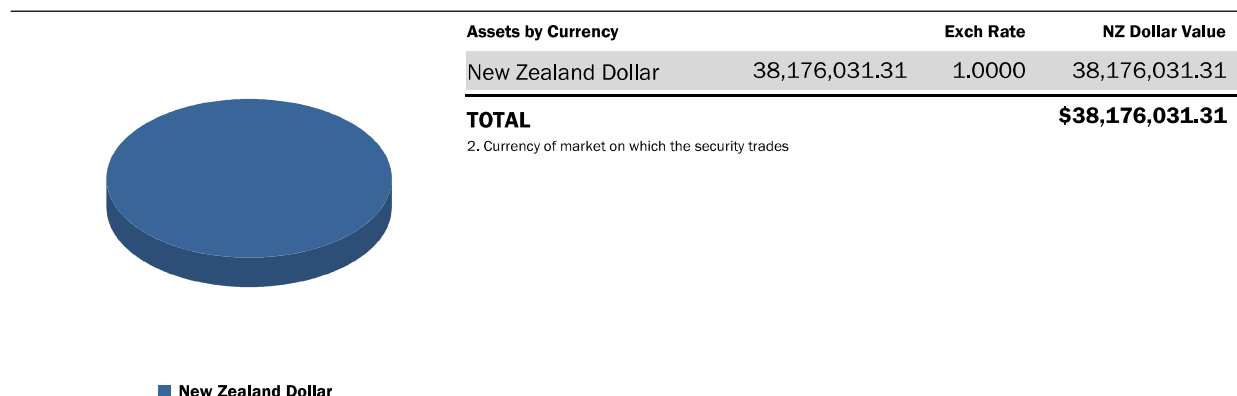 Assets by Currency Exch Rate NZ Dollar Value
New Zealand Dollar 38,176,031.31 1.0000 38,176,031.31
TOTAL $38,176,031.31
2. Currency of market on which the security trades
New Zealand Dollar